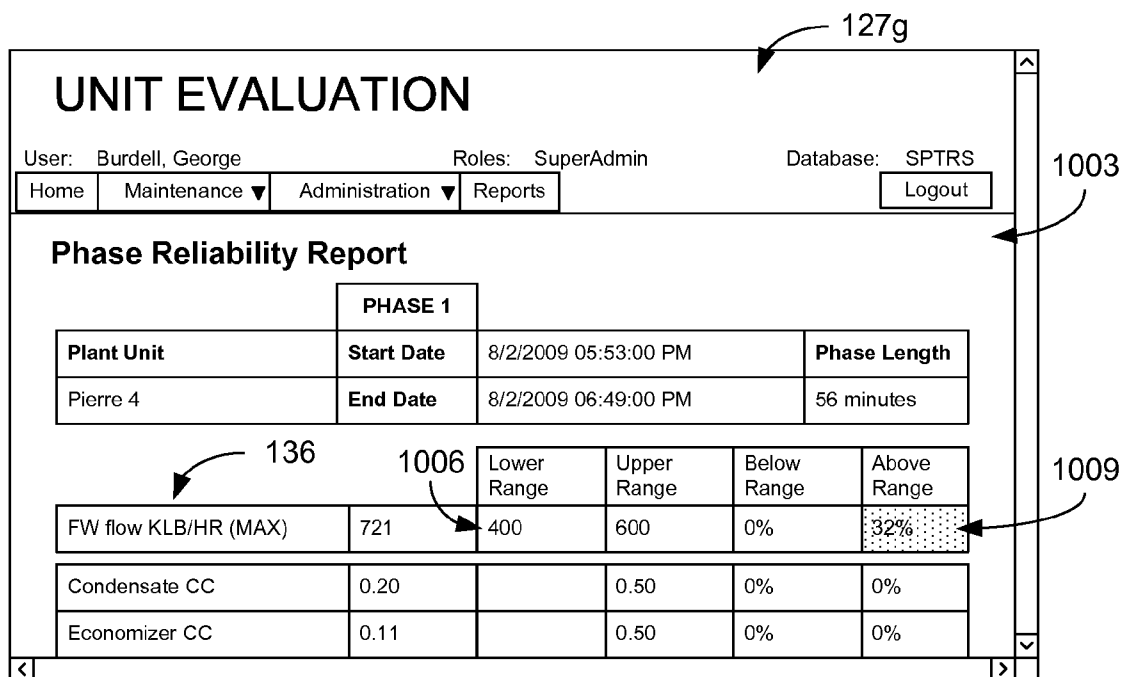 127g
UNIT EVALUATION
User: Burdell, George Roles: SuperAdmin Database: SPTRS
Home Maintenance ▼ Administration ▼ Reports Logout
1003
Phase Reliability Report
PHASE 1
Plant Unit Start Date 8/2/2009 05:53:00 PM Phase Length
Pierre 4 End Date 8/2/2009 06:49:00 PM 56 minutes
136 1006 Lower Range Upper Range Below Range Above Range 1009
FW flow KLB/HR (MAX) 721 400 600 0% 32%
Condensate CC 0.20 0.50 0% 0%
Economizer CC 0.11 0.50 0% 0%